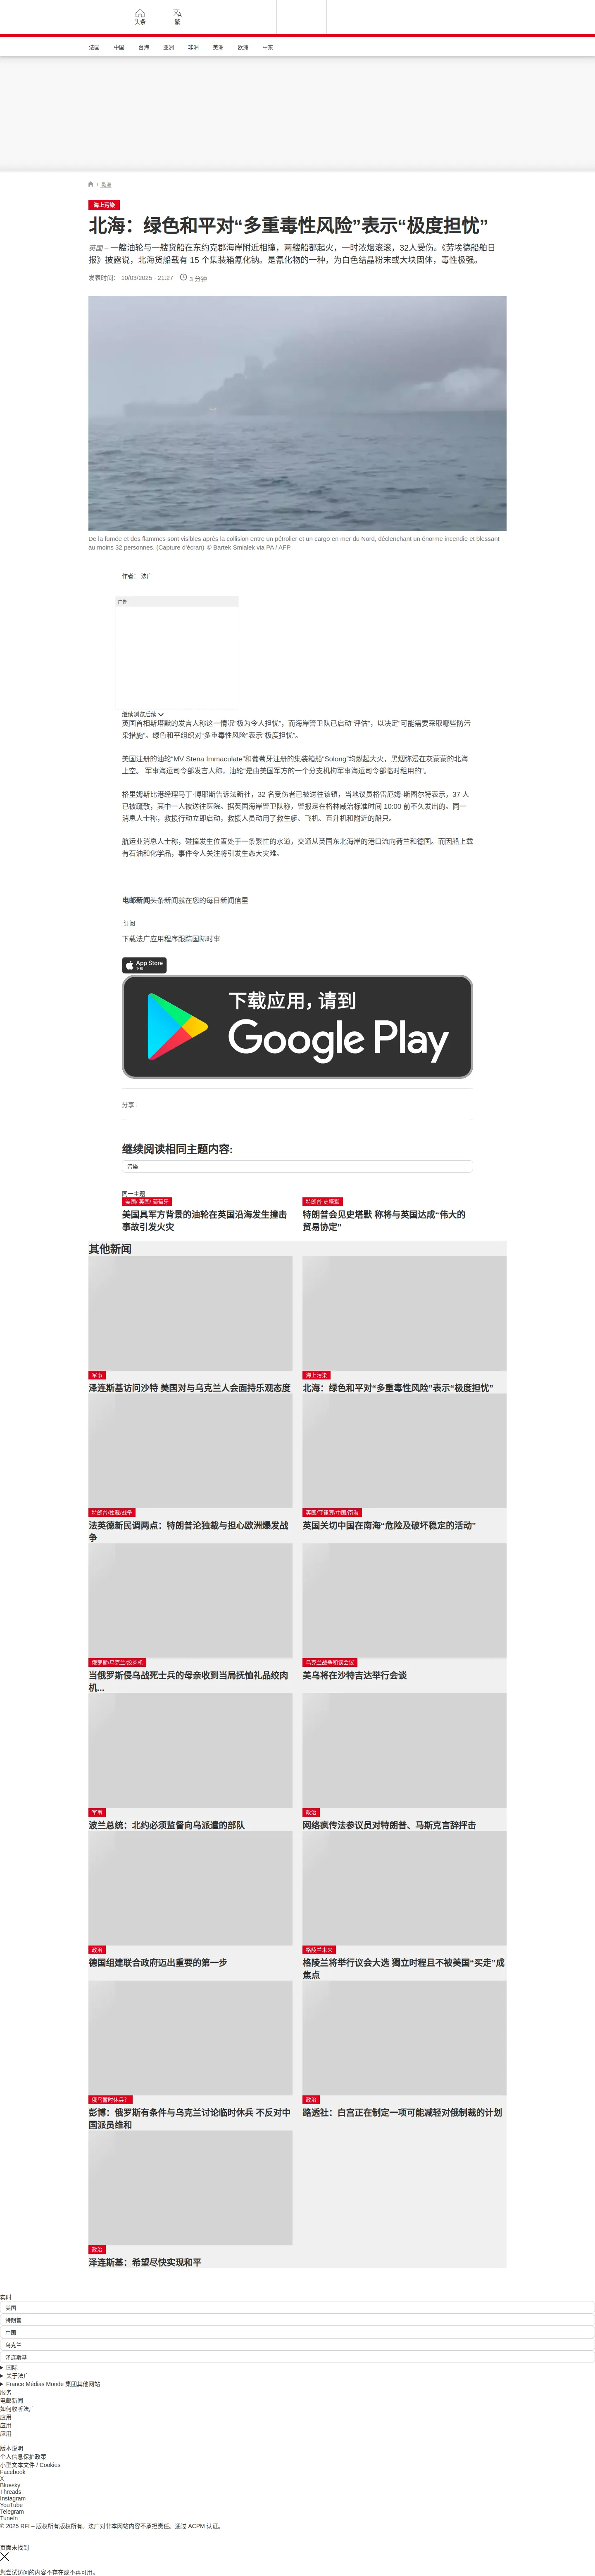 头条
繁
法国
中国
台海
亚洲
非洲
美洲
欧洲
中东
/ 欧洲
海上污染
北海：绿色和平对“多重毒性风险”表示“极度担忧”
英国 – 一艘油轮与一艘货船在东约克郡海岸附近相撞，两艘船都起火，一时浓烟滚滚，32人受伤。《劳埃德船舶日
报》披露说，北海货船载有 15 个集装箱氰化钠。是氰化物的一种，为白色结晶粉末或大块固体，毒性极强。
发表时间： 10/03/2025 - 21:27
3 分钟
De la fumée et des flammes sont visibles après la collision entre un pétrolier et un cargo en mer du Nord, déclenchant un énorme incendie et blessant
au moins 32 personnes. (Capture d'écran) © Bartek Smialek via PA / AFP
作者： 法广
广告
继续浏览后续
英国首相斯塔默的发言人称这一情况“极为令人担忧”，而海岸警卫队已启动“评估”，以决定“可能需要采取哪些防污
染措施”。绿色和平组织对“多重毒性风险”表示“极度担忧”。
美国注册的油轮“MV Stena Immaculate”和葡萄牙注册的集装箱船“Solong”均燃起大火，黑烟弥漫在灰蒙蒙的北海
上空。 军事海运司令部发言人称，油轮“是由美国军方的一个分支机构军事海运司令部临时租用的”。
格里姆斯比港经理马丁·博耶斯告诉法新社，32 名受伤者已被送往该镇，当地议员格雷厄姆·斯图尔特表示，37 人
已被疏散，其中一人被送往医院。据英国海岸警卫队称，警报是在格林威治标准时间 10:00 前不久发出的。同一
消息人士称，救援行动立即启动，救援人员动用了救生艇、飞机、直升机和附近的船只。
航运业消息人士称，碰撞发生位置处于一条繁忙的水道，交通从英国东北海岸的港口流向荷兰和德国。而因船上载
有石油和化学品，事件令人关注将引发生态大灾难。
电邮新闻头条新闻就在您的每日新闻信里
订阅
下载法广应用程序跟踪国际时事
App Store
下载
下载应用，请到
Google Play
分享 :
继续阅读相同主题内容:
污染
同一主题
美国/ 英国/ 葡萄牙
美国具军方背景的油轮在英国沿海发生撞击
事故引发火灾
特朗普 史塔默
特朗普会见史塔默 称将与英国达成“伟大的
贸易协定”
其他新闻
军事
泽连斯基访问沙特 美国对与乌克兰人会面持乐观态度
海上污染
北海：绿色和平对“多重毒性风险”表示“极度担忧”
特朗普/独裁/战争
法英德新民调两点：特朗普沦独裁与担心欧洲爆发战
争
英国/菲律宾/中国/南海
英国关切中国在南海“危险及破坏稳定的活动”
俄罗斯/乌克兰/绞肉机
当俄罗斯侵乌战死士兵的母亲收到当局抚恤礼品绞肉
机...
乌克兰战争和谈会议
美乌将在沙特吉达举行会谈
军事
波兰总统：北约必须监督向乌派遣的部队
政治
网络疯传法参议员对特朗普、马斯克言辞抨击
政治
德国组建联合政府迈出重要的第一步
格陵兰未来
格陵兰将举行议会大选 獨立时程且不被美国“买走”成
焦点
俄乌暂时休兵？
彭博：俄罗斯有条件与乌克兰讨论临时休兵 不反对中
国派员维和
政治
路透社：白宫正在制定一项可能减轻对俄制裁的计划
政治
泽连斯基：希望尽快实现和平
实时
美国
特朗普
中国
乌克兰
泽连斯基
国际
关于法广
France Médias Monde 集团其他网站
服务
电邮新闻
如何收听法广
应用
应用
应用
版本说明
个人信息保护政策
小型文本文件 / Cookies
Facebook
X
Bluesky
Threads
Instagram
YouTube
Telegram
TuneIn
© 2025 RFI – 版权所有版权所有。法广对非本网站内容不承担责任。通过 ACPM 认证。
页面未找到
您尝试访问的内容不存在或不再可用。